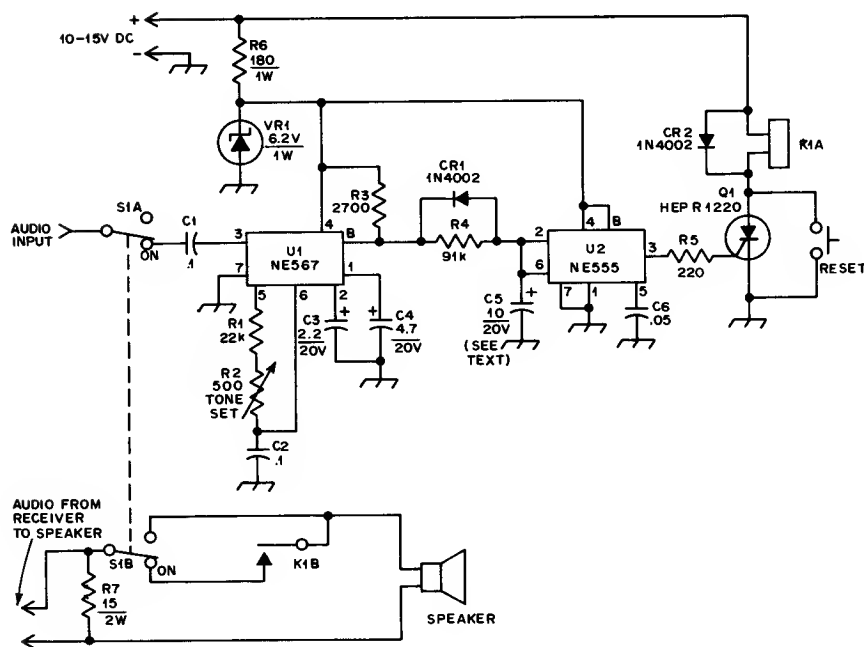 +
10-15V DC
-
R6
180
1W
VR1
6.2V
1W
CR2
1N4002
K1A
CR1
1N4002
R3
2700
R4
91k
Q1
HEP R1220
S1A
AUDIO
INPUT
ON
C1
.1
3
4
8
U1
NE567
7
1
5
6
2
2
4
8
U2
NE555
3
6
7
1
5
R5
220
RESET
R1
22k
C3
2.2
20V
+
C4
4.7
20V
+
C5
10
20V
(SEE
TEXT)
+
C6
.05
R2
500
TONE
SET
C2
.1
AUDIO FROM
RECEIVER
TO SPEAKER
S1B
ON
K1B
R7
15
2W
SPEAKER